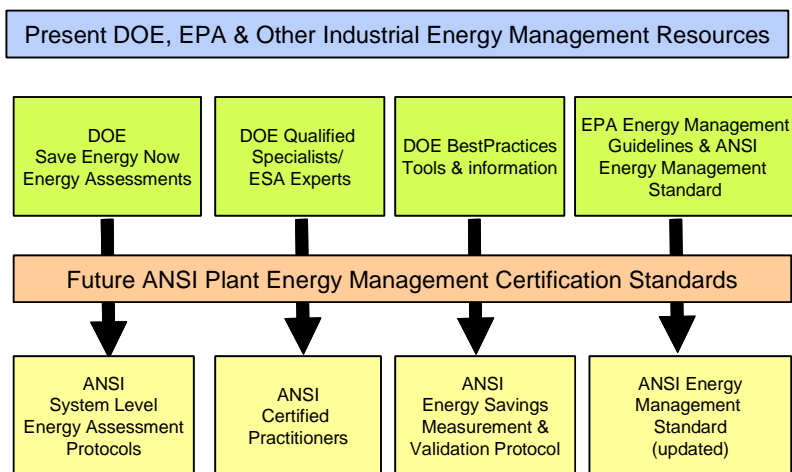 Present DOE, EPA & Other Industrial Energy Management Resources
DOE
Save Energy Now
Energy Assessments
DOE Qualified
Specialists/
ESA Experts
DOE BestPractices
Tools & information
EPA Energy Management
Guidelines & ANSI
Energy Management
Standard
Future ANSI Plant Energy Management Certification Standards
ANSI
System Level
Energy Assessment
Protocols
ANSI
Certified
Practitioners
ANSI
Energy Savings
Measurement &
Validation Protocol
ANSI Energy
Management
Standard
(updated)